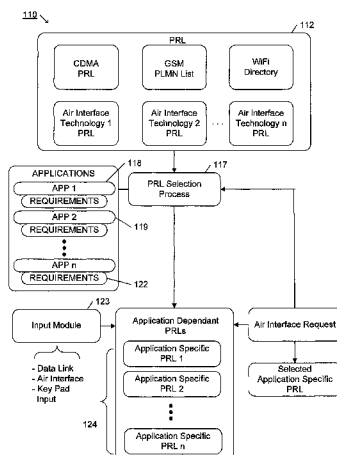 110
112
PRL
CDMA
PRL
GSM
PLMN List
WiFi
Directory
Air Interface
Technology 1
PRL
Air Interface
Technology 2
PRL
. . .
Air Interface
Technology n
PRL
118
117
APPLICATIONS
APP 1
REQUIREMENTS
APP 2
REQUIREMENTS
APP n
REQUIREMENTS
119
122
PRL Selection
Process
123
Input Module
- Data Link
- Air Interface
- Key Pad
Input
124
Application Dependant
PRLs
Application Specific
PRL 1
Application Specific
PRL 2
Application Specific
PRL n
Air Interface Request
Selected
Application Specific
PRL